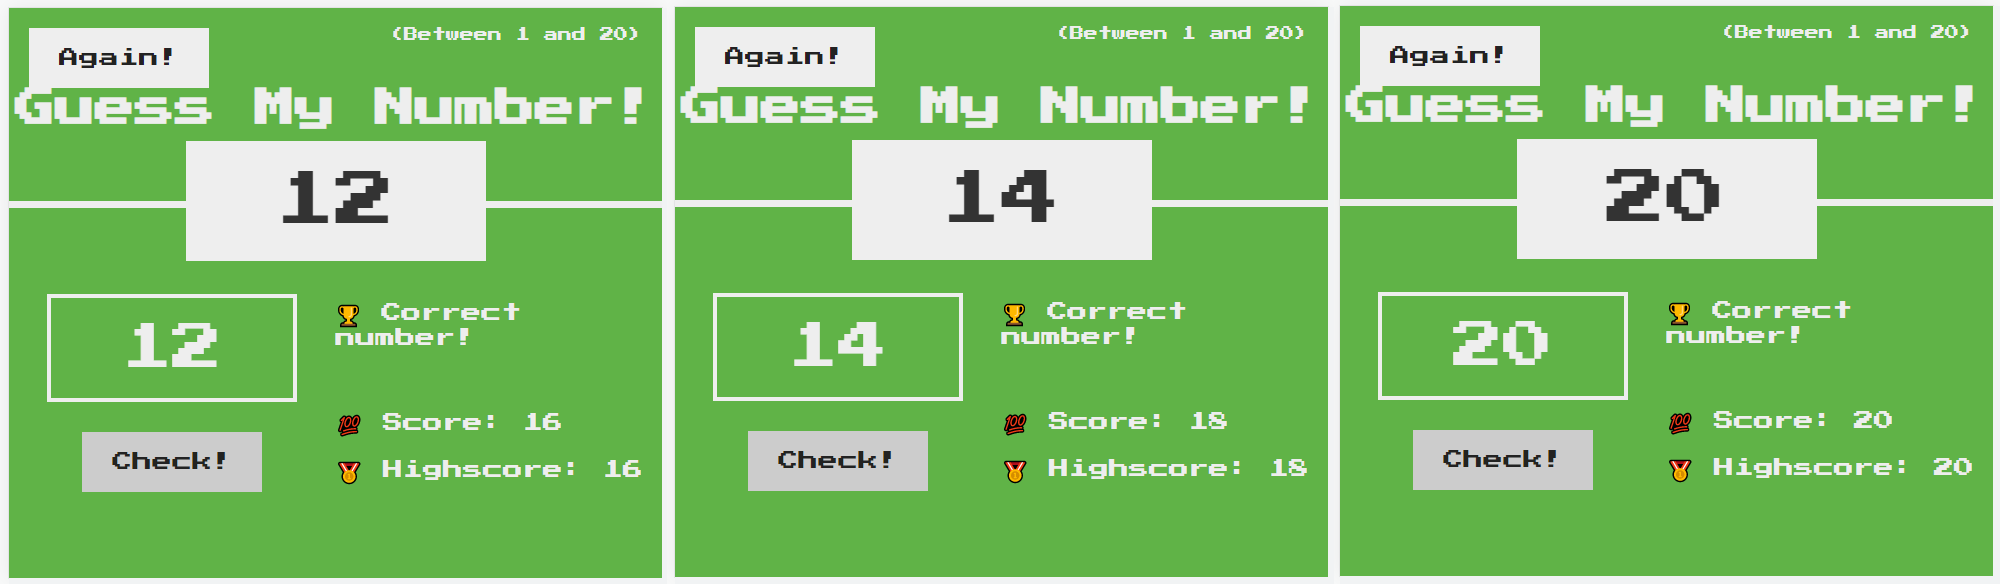 (Between 1 and 20)
Again!
Guess My Number!
12
12
🏆 Correct
number!
💯 Score: 16
Check!
🥇 Highscore: 16
(Between 1 and 20)
Again!
Guess My Number!
14
14
🏆 Correct
number!
💯 Score: 18
Check!
🥇 Highscore: 18
(Between 1 and 20)
Again!
Guess My Number!
20
20
🏆 Correct
number!
💯 Score: 20
Check!
🥇 Highscore: 20